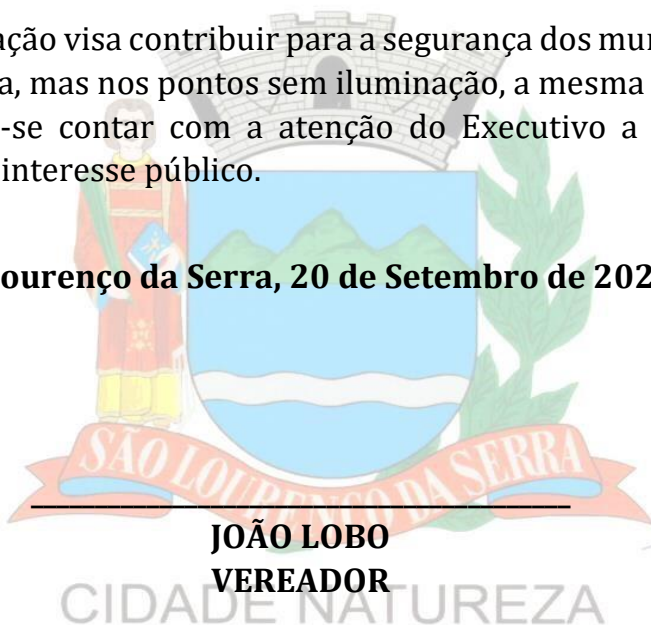 ação visa contribuir para a segurança dos mun
a, mas nos pontos sem iluminação, a mesma
-se contar com a atenção do Executivo a
interesse público.
ourenço da Serra, 20 de Setembro de 202
SÃO LOURENÇO DA SERRA
JOÃO LOBO
VEREADOR
CIDADE NATUREZA